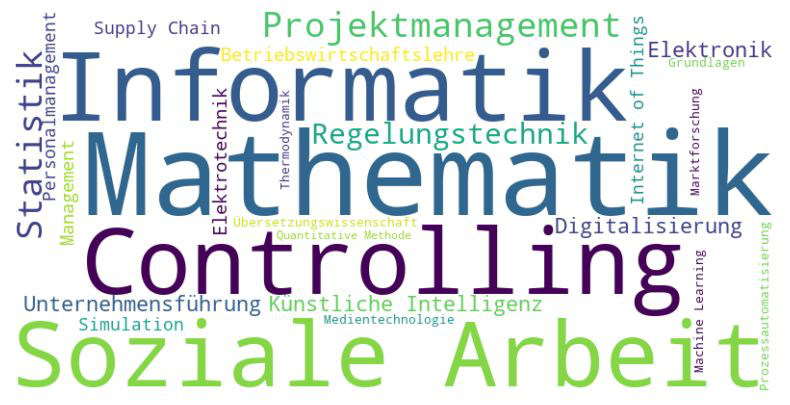 Supply Chain
Projektmanagement
Betriebswirtschaftslehre
Elektronik
Grundlagen
Informatik
Internet of Things
Statistik
Personalmanagement
Elektrotechnik
Thermodynamik
Regelungstechnik
Marktforschung
Mathematik
Management
Übersetzungswissenschaft
Quantitative Methode
Digitalisierung
Controlling
Machine Learning
Prozessautomatisierung
Unternehmensführung
Künstliche Intelligenz
Simulation
Medientechnologie
Soziale Arbeit